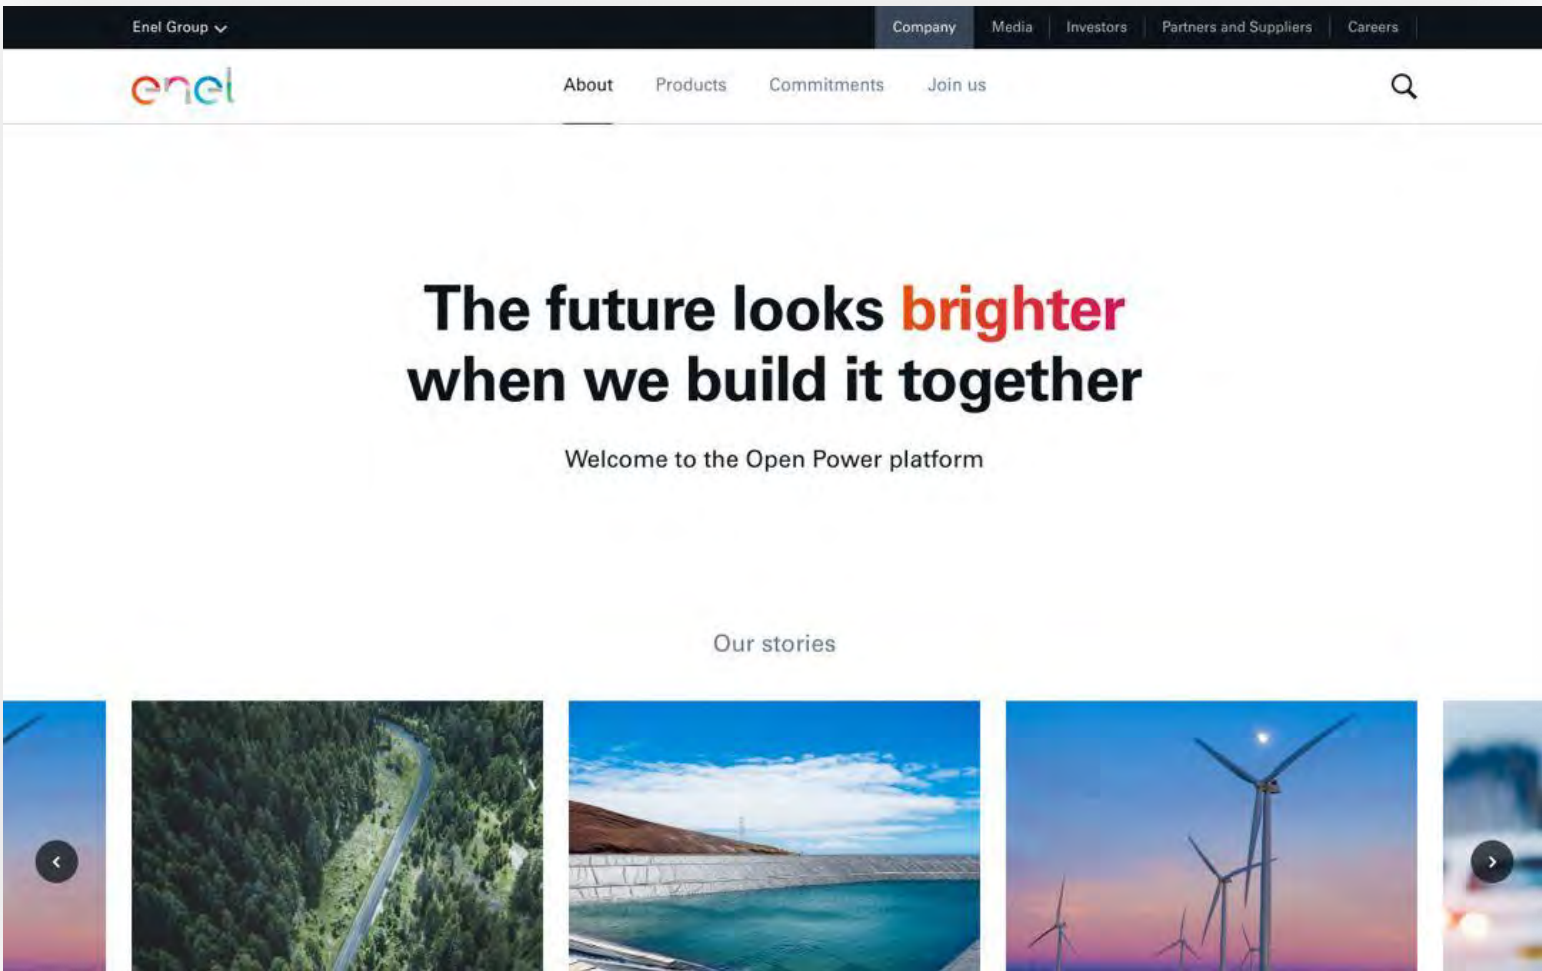 Enel Group
Company
Media
Investors
Partners and Suppliers
Careers
enel
About
Products
Commitments
Join us
The future looks brighter
when we build it together
Welcome to the Open Power platform
Our stories